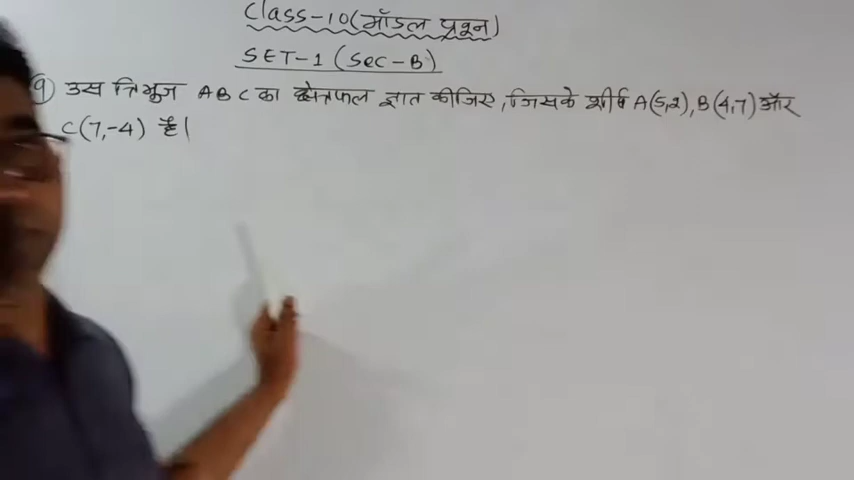 Class-10(मॉडल प्रश्न)
SET-1 (Sec-B)
9) उस त्रिभुज ABC का क्षेत्रफल ज्ञात कीजिए, जिसके शीर्ष A(5,2), B(4,7) और
C(7,-4) है।